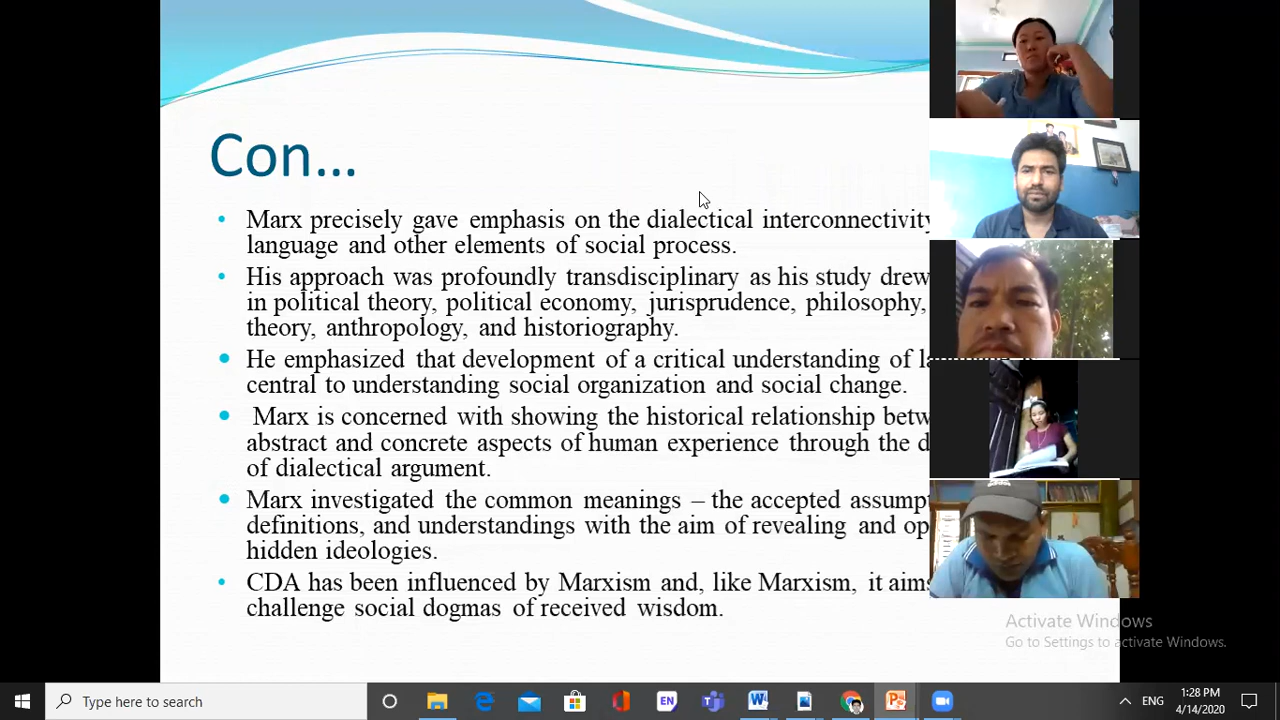 Con...
• Marx precisely gave emphasis on the dialectical interconnectivity
language and other elements of social process.
• His approach was profoundly transdisciplinary as his study drew
in political theory, political economy, jurisprudence, philosophy,
theory, anthropology, and historiography.
• He emphasized that development of a critical understanding of
central to understanding social organization and social change.
• Marx is concerned with showing the historical relationship
abstract and concrete aspects of human experience through the
of dialectical argument.
• Marx investigated the common meanings – the accepted
definitions, and understandings with the aim of revealing and
hidden ideologies.
• CDA has been influenced by Marxism and, like Marxism, it aims
challenge social dogmas of received wisdom.
Activate Windows
Go to Settings to activate Windows.
Type here to search
EN
ENG
1:28 PM
4/14/2020